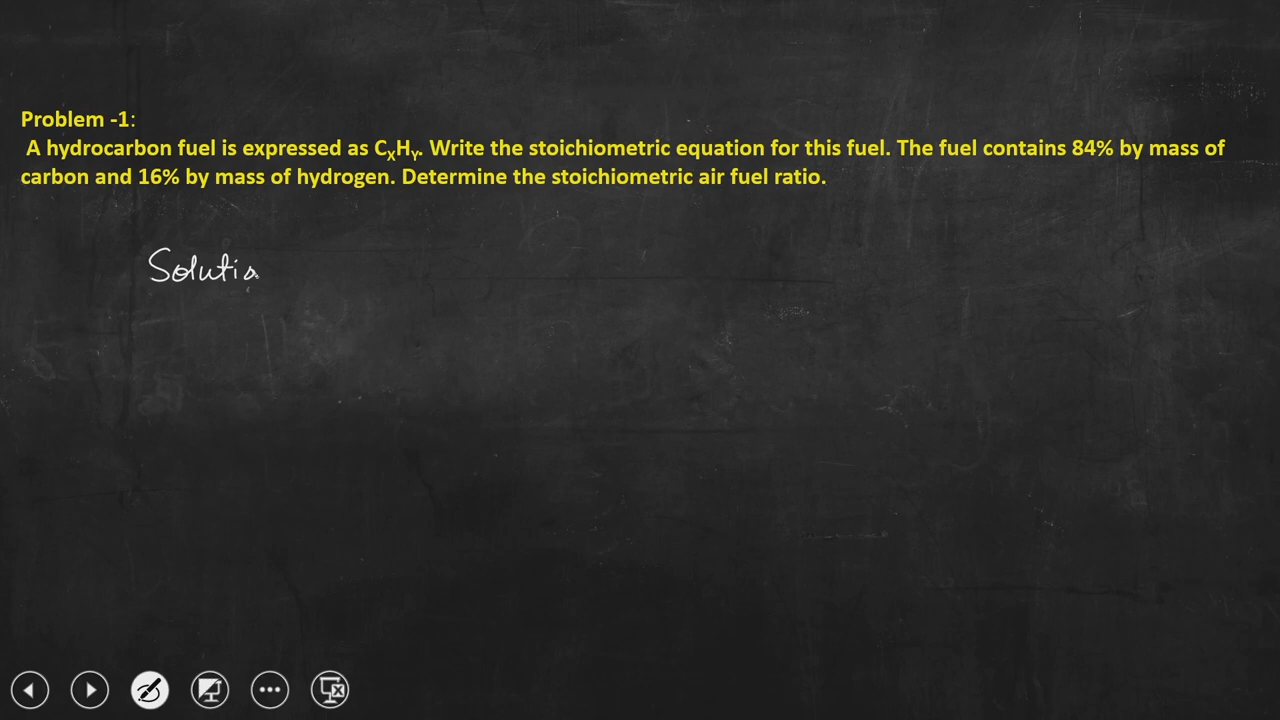 Problem -1:
A hydrocarbon fuel is expressed as CXHY. Write the stoichiometric equation for this fuel. The fuel contains 84% by mass of
carbon and 16% by mass of hydrogen. Determine the stoichiometric air fuel ratio.
Solutio